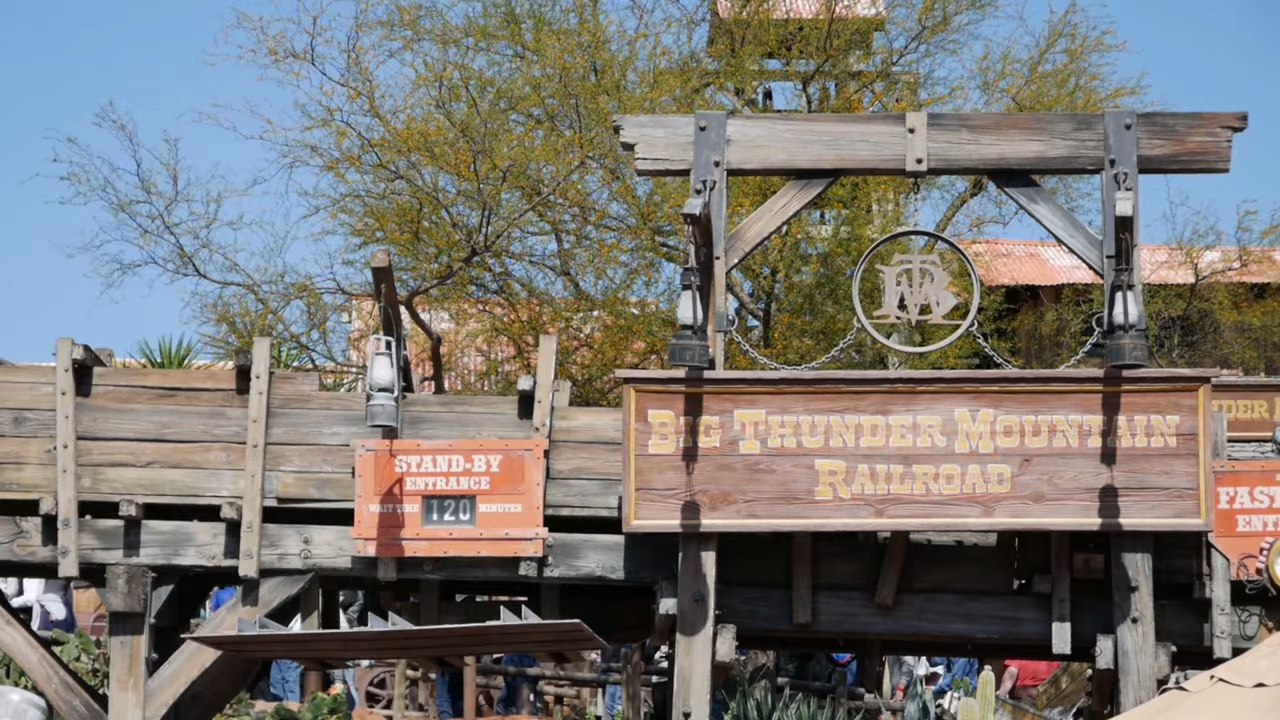 STAND-BY
ENTRANCE
WAIT TIME 120 MINUTES
BIG THUNDER MOUNTAIN
RAILROAD